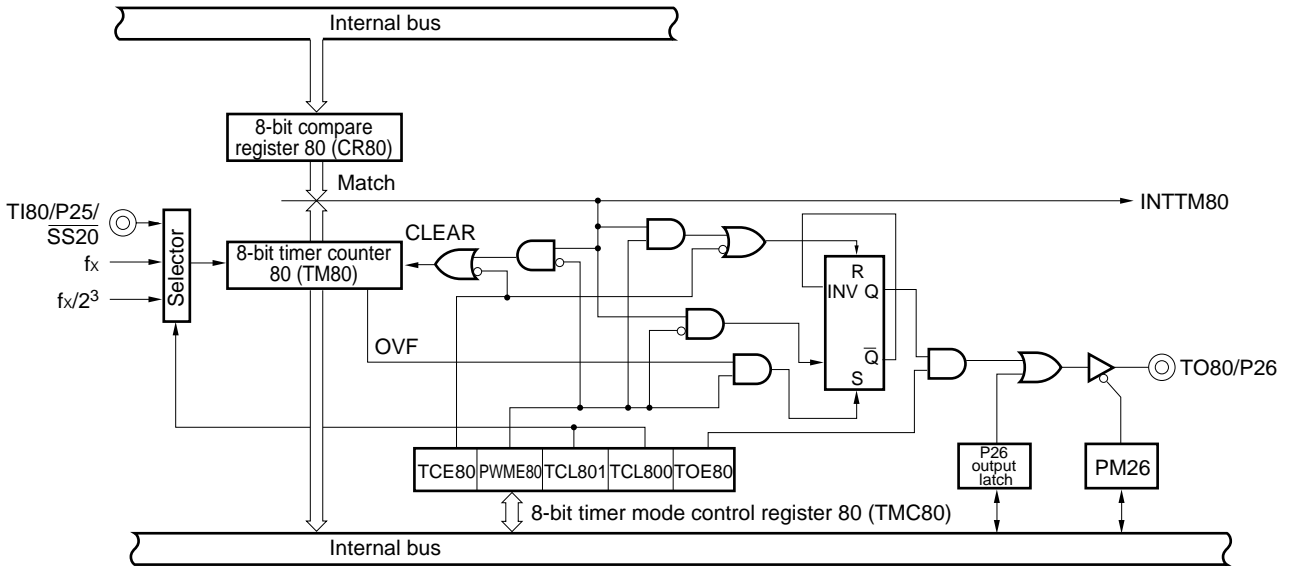 Internal bus
8-bit compare
register 80 (CR80)
Match
INTTM80
TI80/P25/
S̅S̅2̅0̅
Selector
8-bit timer counter
80 (TM80)
CLEAR
fX
fX/2³
OVF
R
INV Q
Q̅
S
TO80/P26
TCE80 PWME80 TCL801 TCL800 TOE80
P26
output
latch
PM26
8-bit timer mode control register 80 (TMC80)
Internal bus